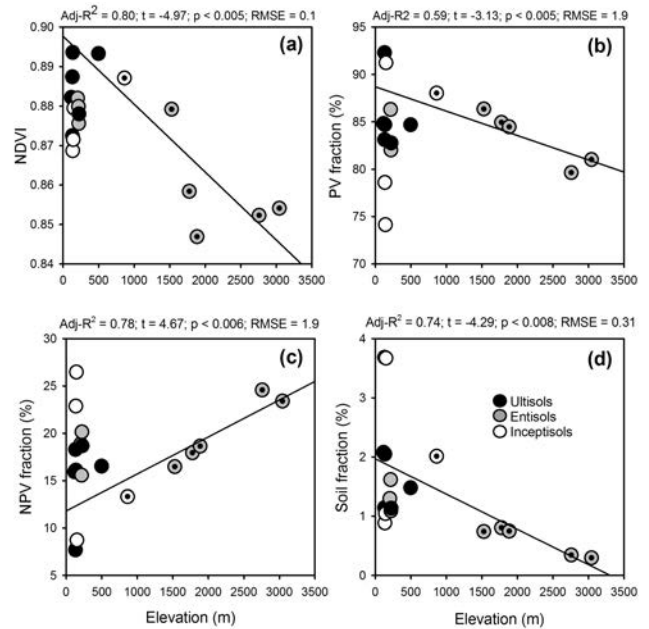 Adj-R² = 0.80; t = -4.97; p < 0.005; RMSE = 0.1
(a)
NDVI
0.90
0.89
0.88
0.87
0.86
0.85
0.84
0 500 1000 1500 2000 2500 3000 3500
Adj-R2 = 0.59; t = -3.13; p < 0.005; RMSE = 1.9
(b)
PV fraction (%)
95
90
85
80
75
70
0 500 1000 1500 2000 2500 3000 3500
Adj-R² = 0.78; t = 4.67; p < 0.006; RMSE = 1.9
(c)
NPV fraction (%)
30
25
20
15
10
5
0 500 1000 1500 2000 2500 3000 3500
Elevation (m)
Adj-R² = 0.74; t = -4.29; p < 0.008; RMSE = 0.31
(d)
Ultisols
Entisols
Inceptisols
Soil fraction (%)
4
3
2
1
0
0 500 1000 1500 2000 2500 3000 3500
Elevation (m)